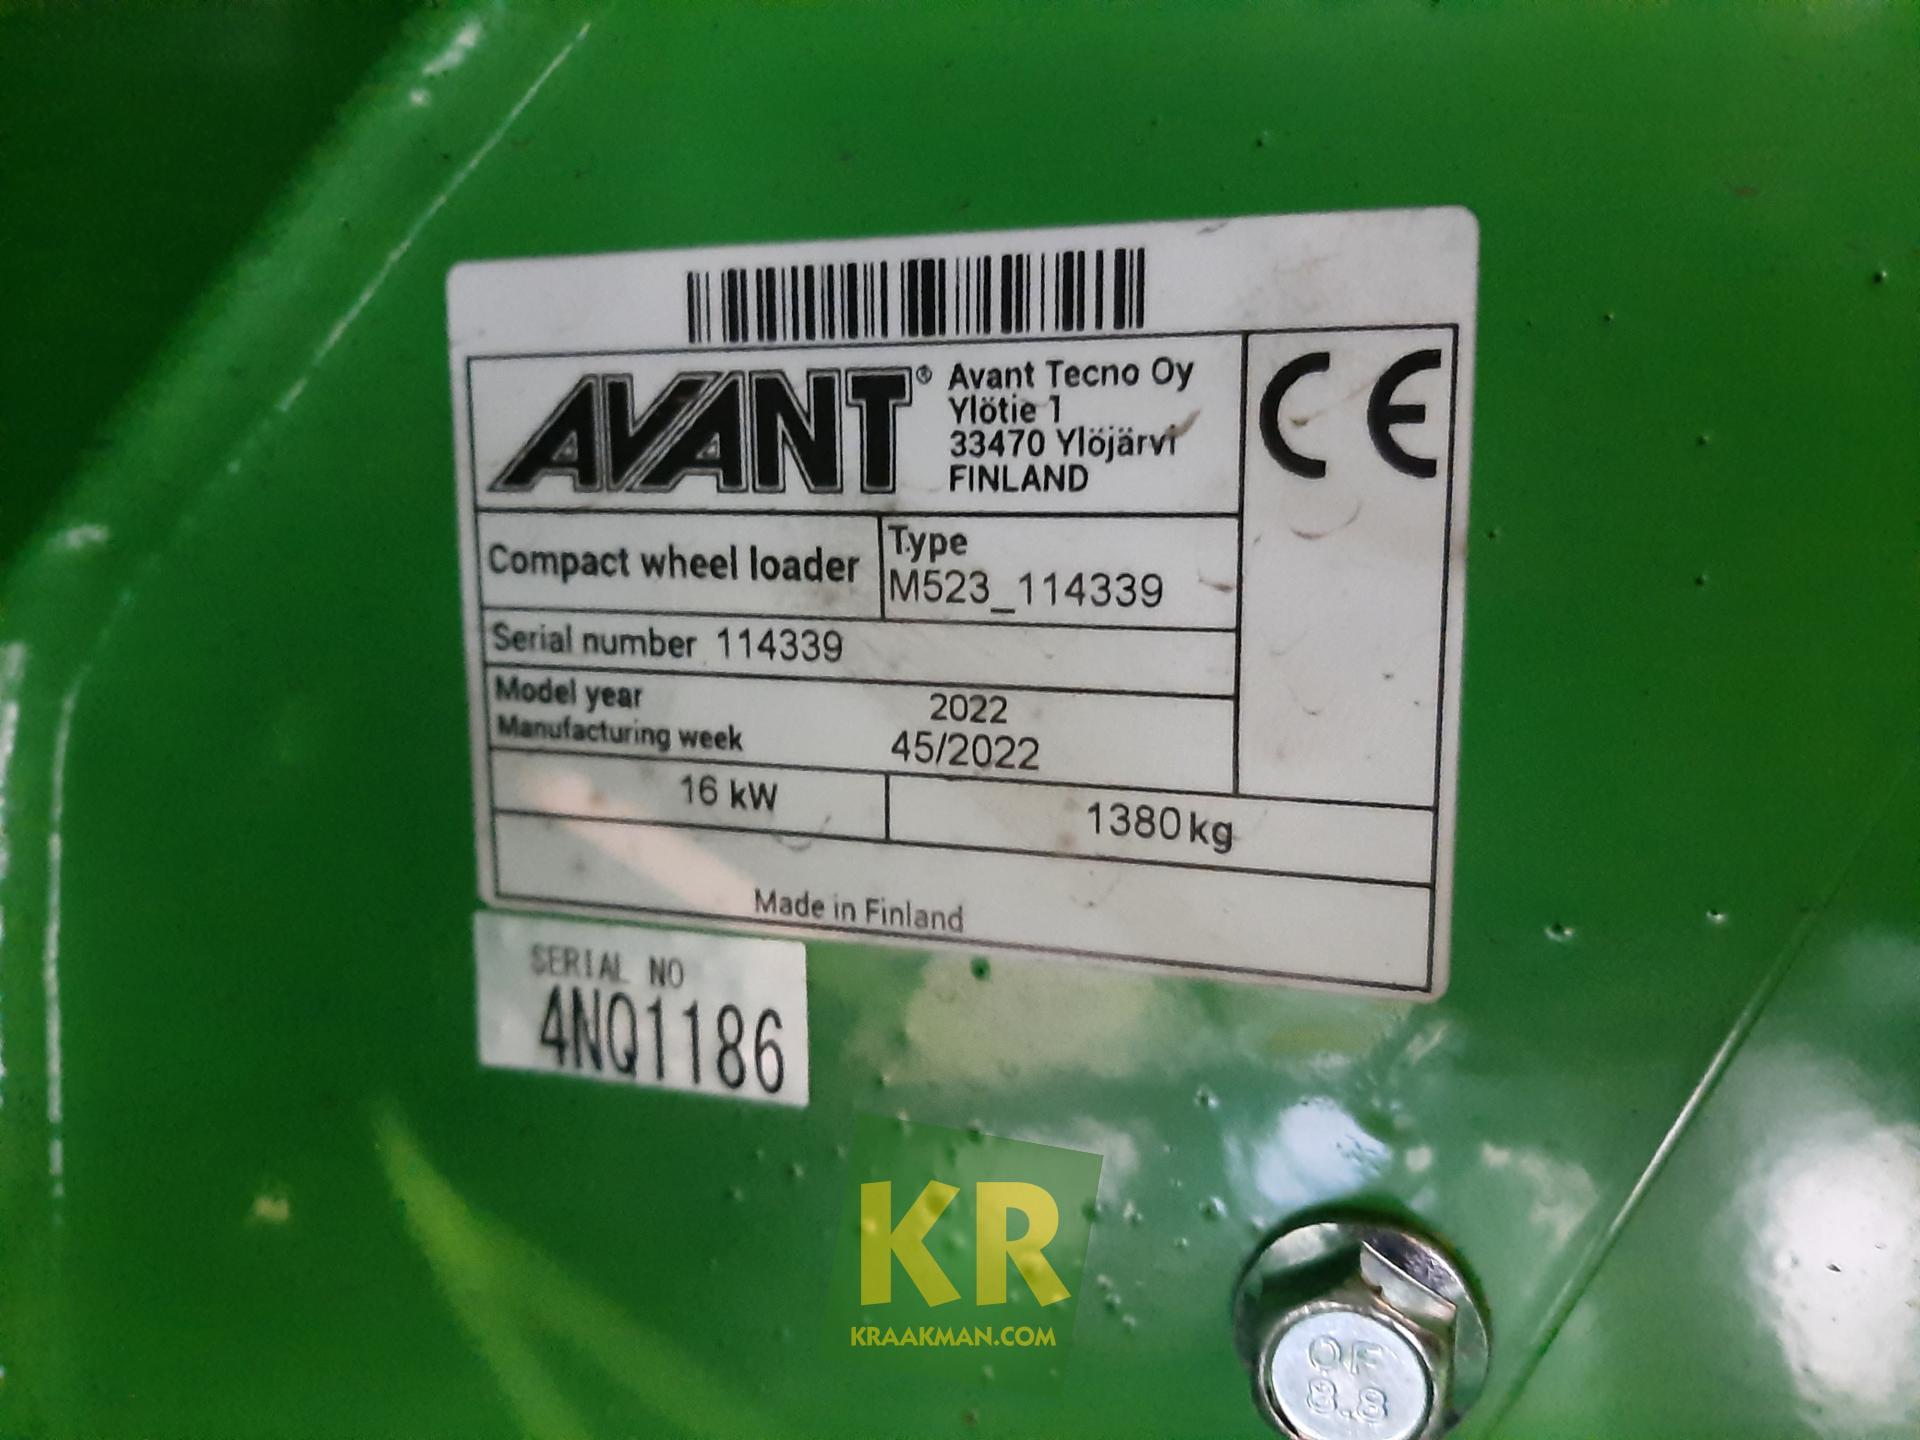 AVANT®
Avant Tecno Oy
Ylötie 1
33470 Ylöjärvi
FINLAND
CE
Compact wheel loader
Type
M523_114339
Serial number 114339
Model year 2022
Manufacturing week 45/2022
16 kW
1380 kg
Made in Finland
SERIAL NO
4NQ1186
KR
KRAAKMAN.COM
OF
8.8